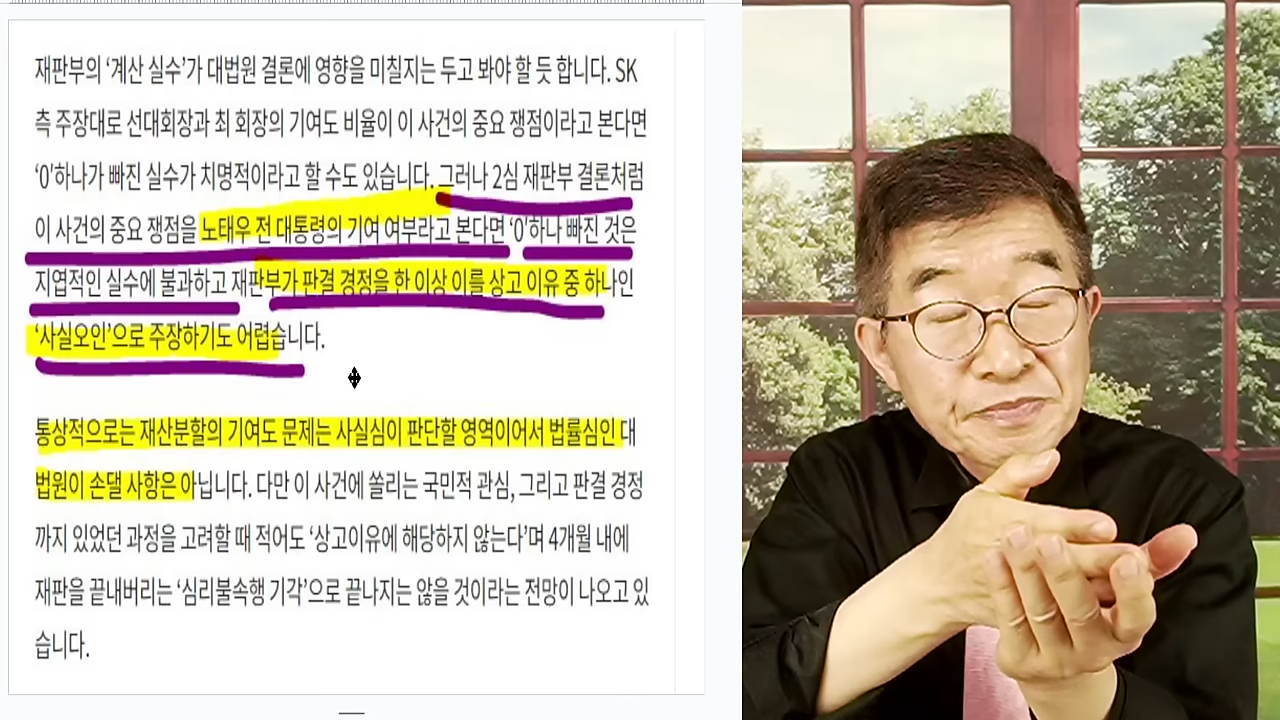 재판부의 ‘계산 실수’가 대법원 결론에 영향을 미칠지는 두고 봐야 할 듯 합니다. SK
측 주장대로 선대회장과 최 회장의 기여도 비율이 이 사건의 중요 쟁점이라고 본다면
‘0’하나가 빠진 실수가 치명적이라고 할 수도 있습니다. 그러나 2심 재판부 결론처럼
이 사건의 중요 쟁점을 노태우 전 대통령의 기여 여부라고 본다면 ‘0’하나 빠진 것은
지엽적인 실수에 불과하고 재판부가 판결 경정을 한 이상 이를 상고 이유 중 하나인
‘사실오인’으로 주장하기도 어렵습니다.
통상적으로는 재산분할의 기여도 문제는 사실심이 판단할 영역이어서 법률심인 대
법원이 손댈 사항은 아닙니다. 다만 이 사건에 쏠리는 국민적 관심, 그리고 판결 경정
까지 있었던 과정을 고려할 때 적어도 ‘상고이유에 해당하지 않는다’며 4개월 내에
재판을 끝내버리는 ‘심리불속행 기각’으로 끝나지는 않을 것이라는 전망이 나오고 있
습니다.